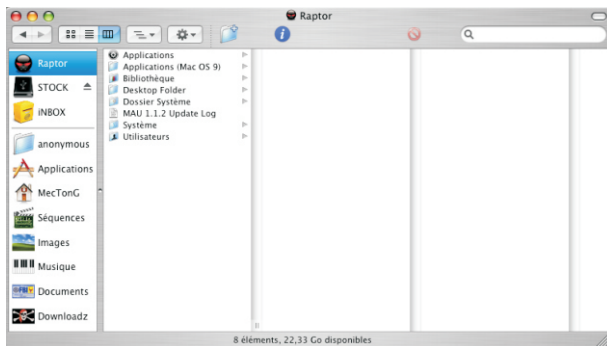 Raptor
Raptor
STOCK
iNBOX
anonymous
Applications
MecTonG
Séquences
Images
Musique
Documents
Downloadz
Applications
Applications (Mac OS 9)
Bibliothèque
Desktop Folder
Dossier Système
MAU 1.1.2 Update Log
Système
Utilisateurs
8 éléments, 22,33 Go disponibles